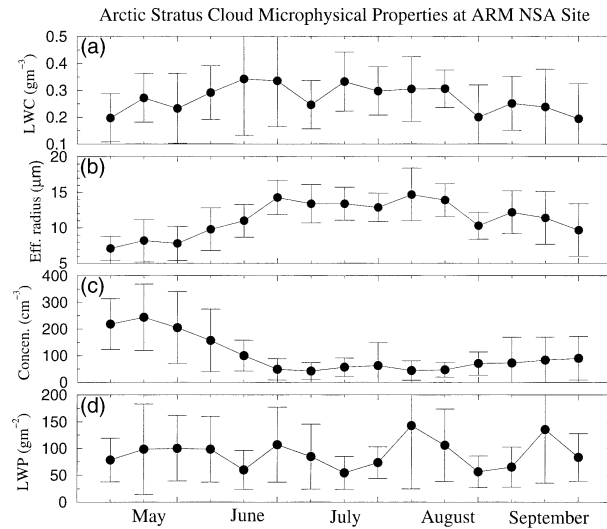 Arctic Stratus Cloud Microphysical Properties at ARM NSA Site
(a)
LWC (gm⁻³)
0.5
0.4
0.3
0.2
0.1
(b)
Eff. radius (μm)
20
15
10
5
(c)
Concen. (cm⁻³)
400
300
200
100
0
(d)
LWP (gm⁻²)
200
150
100
50
0
May June July August September